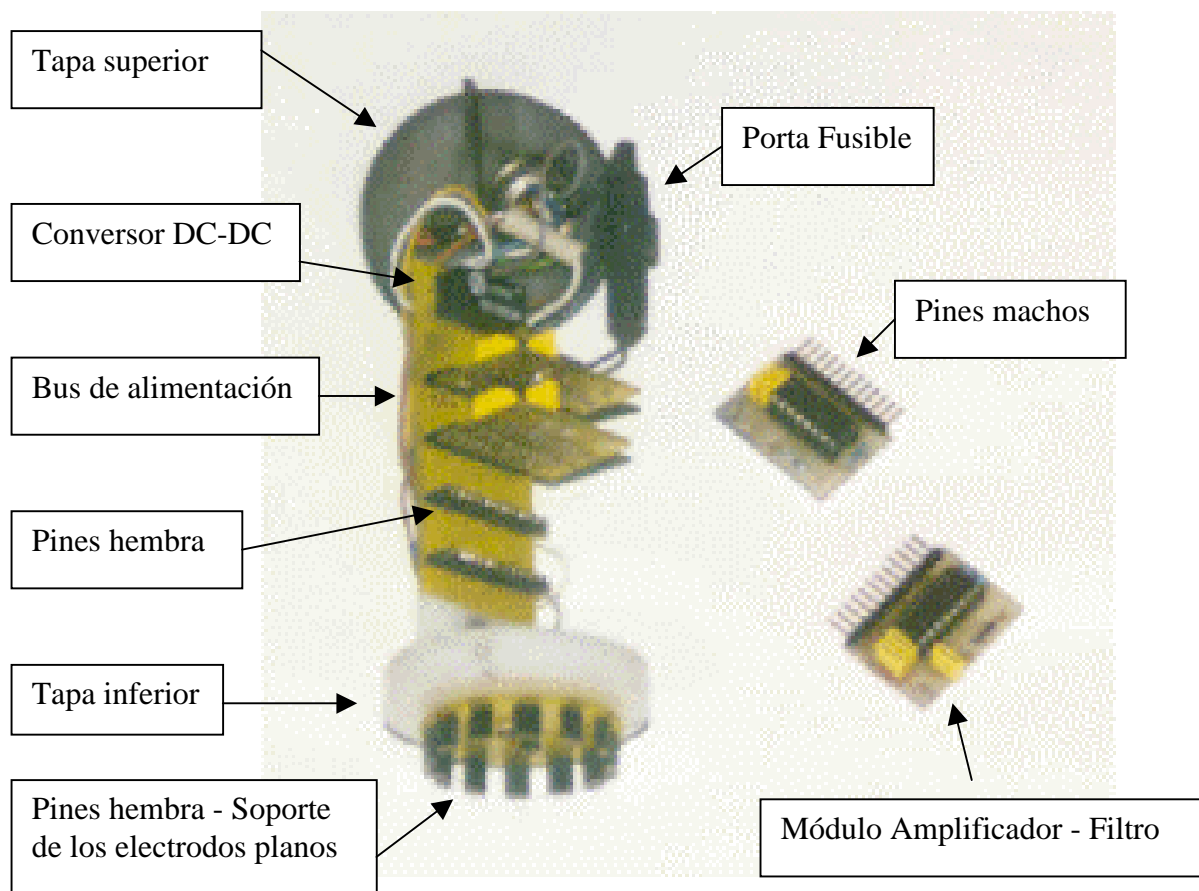 Tapa superior
Porta Fusible
Conversor DC-DC
Pines machos
Bus de alimentación
Pines hembra
Tapa inferior
Pines hembra - Soporte
de los electrodos planos
Módulo Amplificador - Filtro